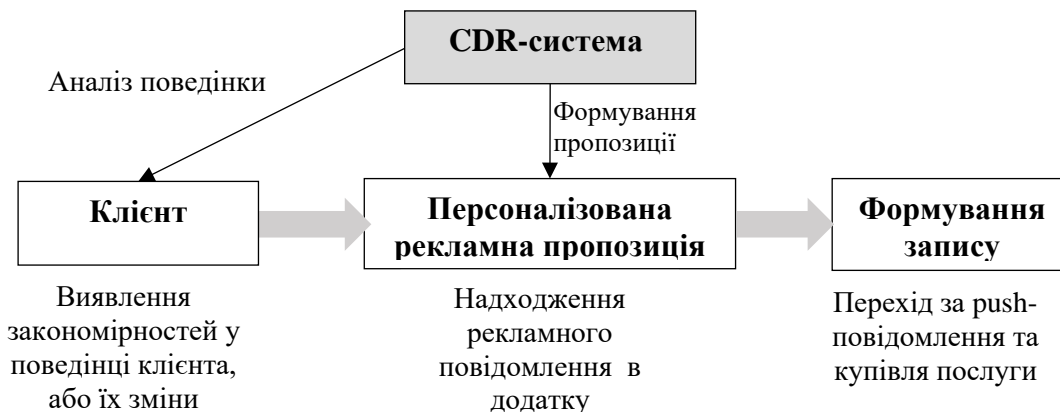 CDR-система
Аналіз поведінки
Формування
пропозиції
Клієнт
Персоналізована
рекламна пропозиція
Формування
запису
Виявлення
закономірностей у
поведінці клієнта,
або їх зміни
Надходження
рекламного
повідомлення в
додатку
Перехід за push-
повідомлення та
купівля послуги